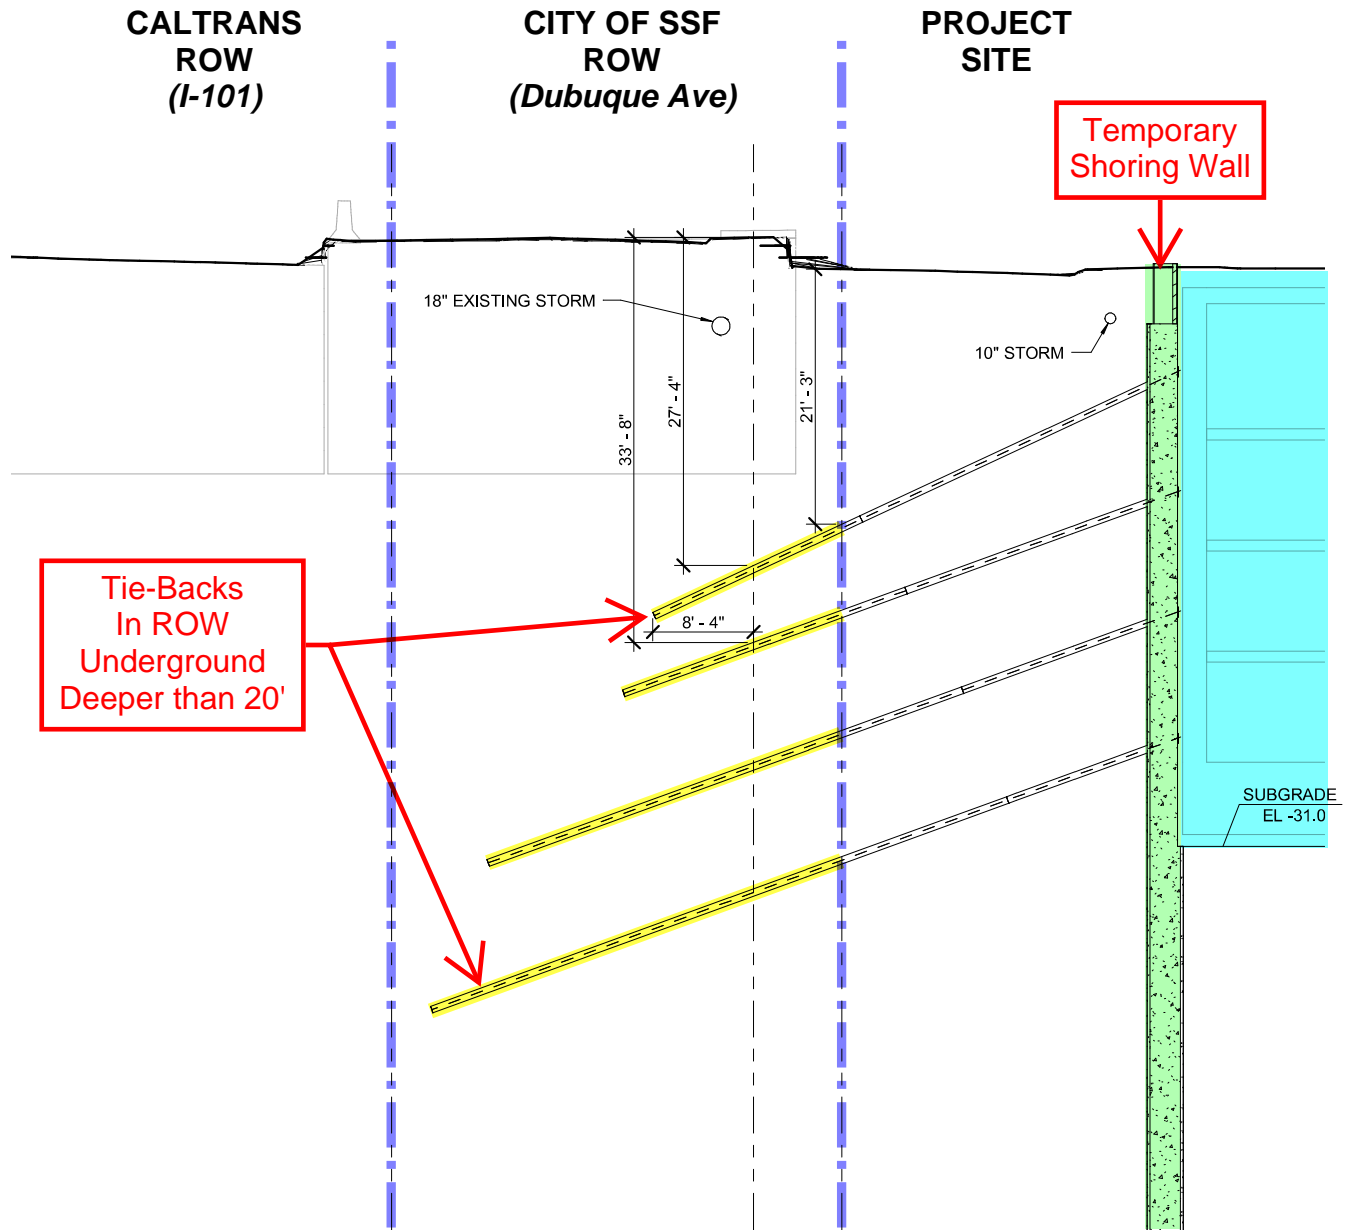 CALTRANS
ROW
(I-101)
CITY OF SSF
ROW
(Dubuque Ave)
PROJECT
SITE
Temporary
Shoring Wall
18" EXISTING STORM
10" STORM
27' - 4"
21' - 3"
33' - 8"
8' - 4"
Tie-Backs
In ROW
Underground
Deeper than 20'
SUBGRADE
EL -31.0